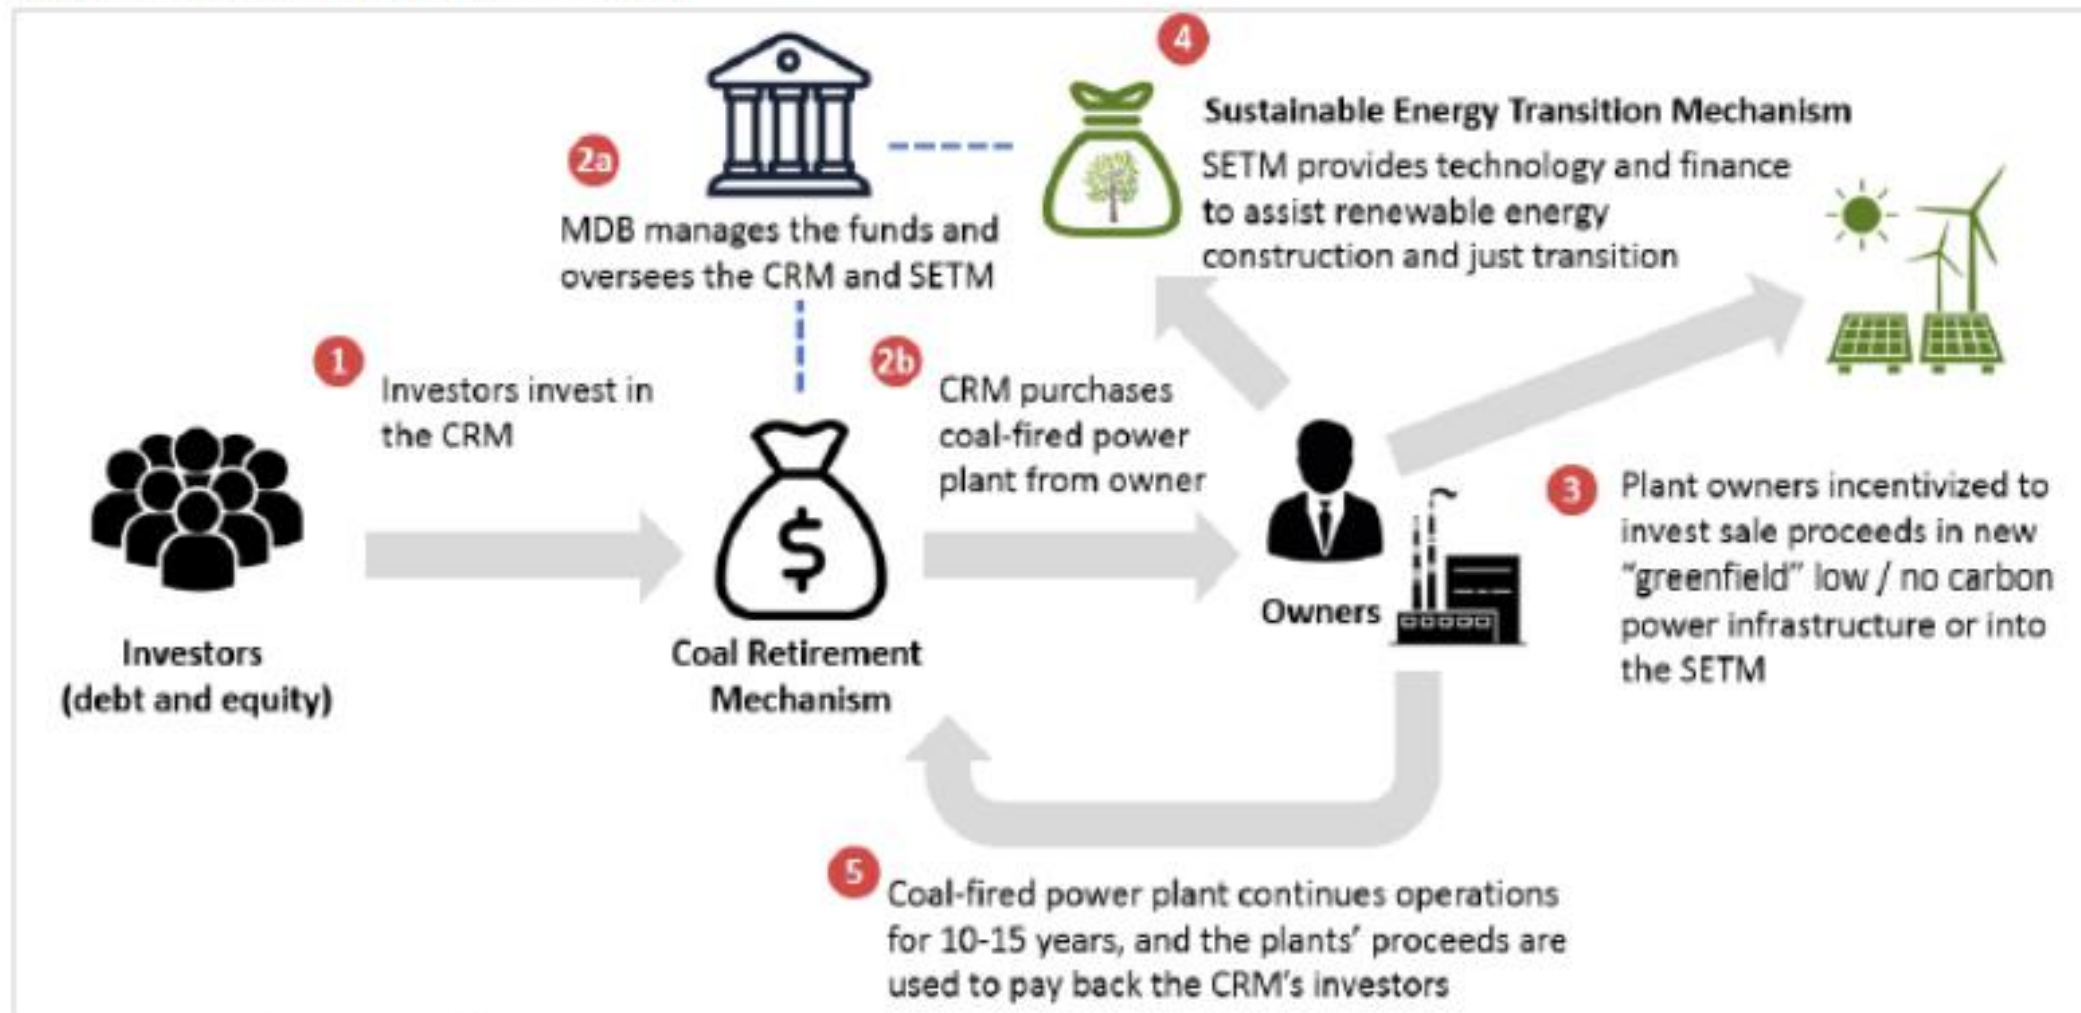 4
Sustainable Energy Transition Mechanism
SETM provides technology and finance
to assist renewable energy
construction and just transition
2a
MDB manages the funds and
oversees the CRM and SETM
1
Investors invest in
the CRM
2b
CRM purchases
coal-fired power
plant from owner
3
Plant owners incentivized to
invest sale proceeds in new
“greenfield” low / no carbon
power infrastructure or into
the SETM
Investors
(debt and equity)
$
Coal Retirement
Mechanism
Owners
5
Coal-fired power plant continues operations
for 10-15 years, and the plants’ proceeds are
used to pay back the CRM’s investors